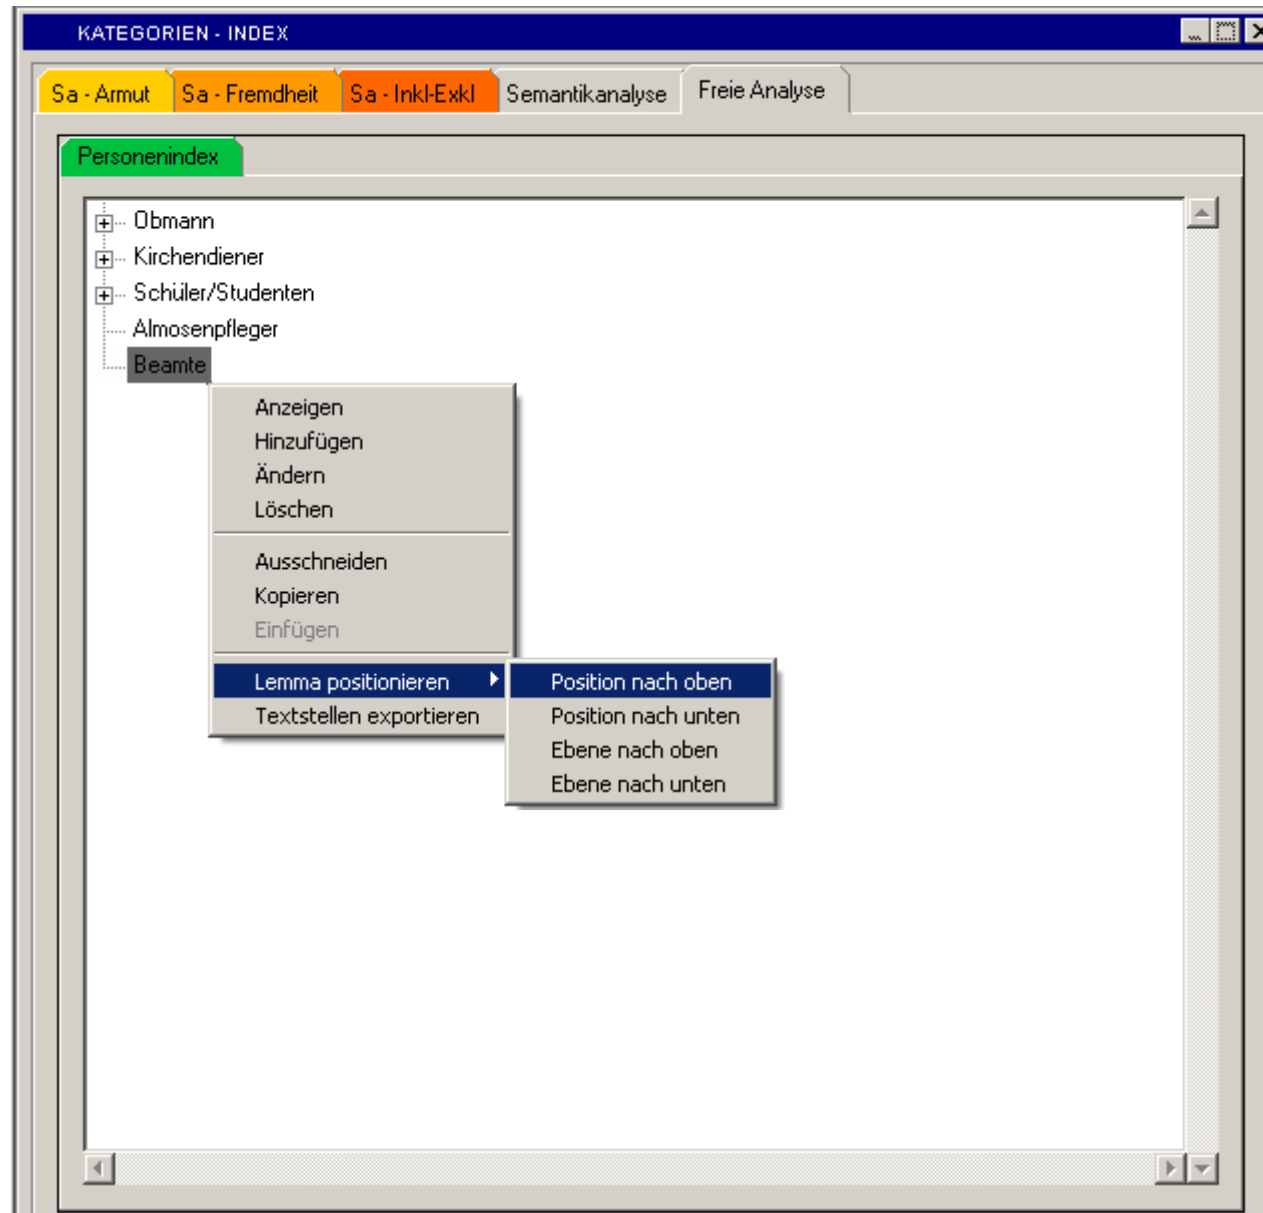 KATEGORIEN - INDEX
Sa - Armut Sa - Fremdheit Sa - Inkl-Exkl Semantikanalyse Freie Analyse
Personenindex
Obmann
Kirchendiener
Schüler/Studenten
Almosenpfleger
Beamte
Anzeigen
Hinzufügen
Ändern
Löschen
Ausschneiden
Kopieren
Einfügen
Lemma positionieren
Textstellen exportieren
Position nach oben
Position nach unten
Ebene nach oben
Ebene nach unten